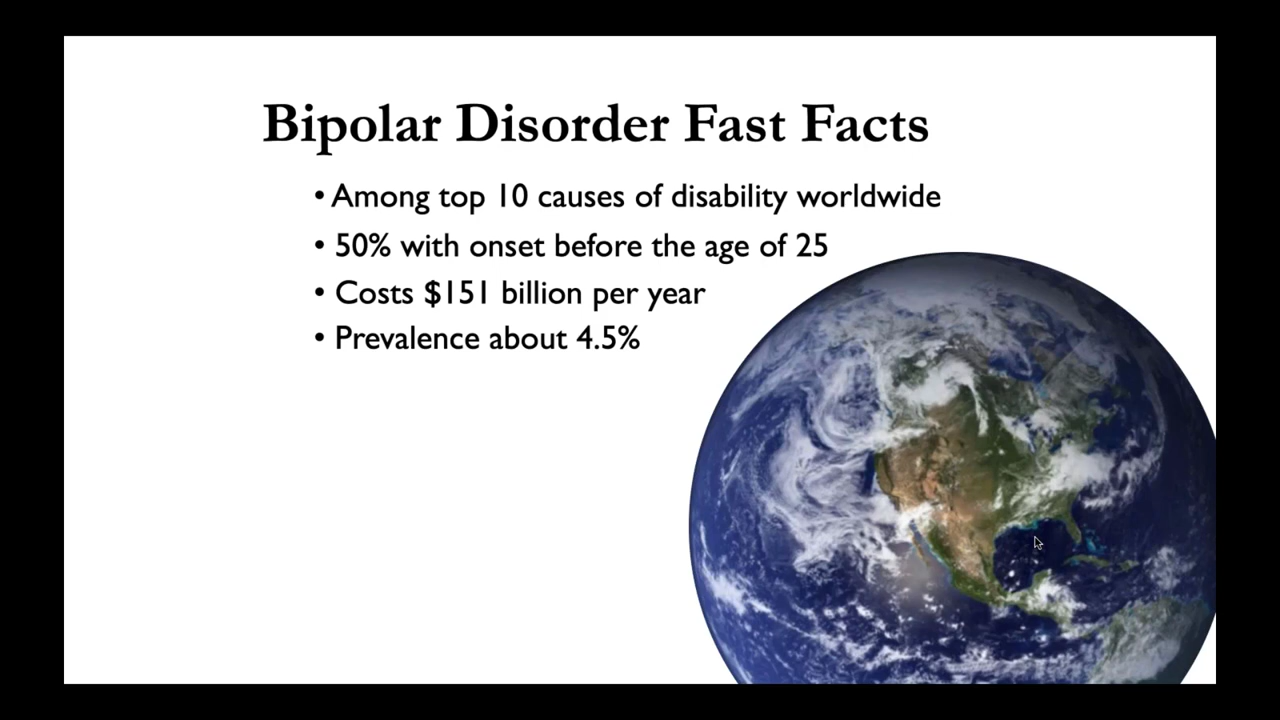 Bipolar Disorder Fast Facts
• Among top 10 causes of disability worldwide
• 50% with onset before the age of 25
• Costs $151 billion per year
• Prevalence about 4.5%